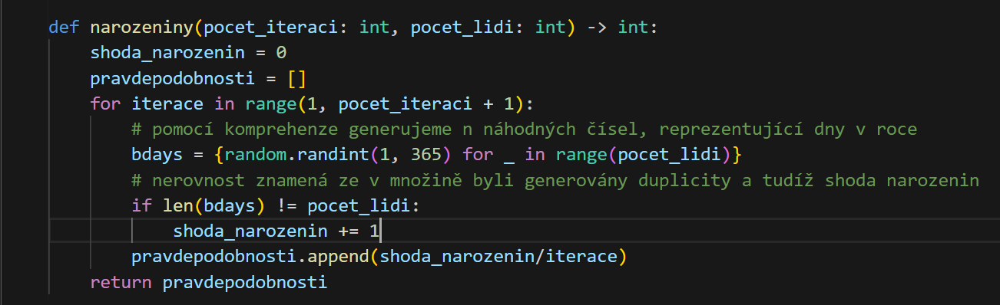 def narozeniny(pocet_iteraci: int, pocet_lidi: int) -> int:
    shoda_narozenin = 0
    pravdepodobnosti = []
    for iterace in range(1, pocet_iteraci + 1):
        # pomocí komprehenze generujeme n náhodných čísel, reprezentující dny v roce
        bdays = {random.randint(1, 365) for _ in range(pocet_lidi)}
        # nerovnost znamená ze v množině byli generovány duplicity a tudíž shoda narozenin
        if len(bdays) != pocet_lidi:
            shoda_narozenin += 1
        pravdepodobnosti.append(shoda_narozenin/iterace)
    return pravdepodobnosti